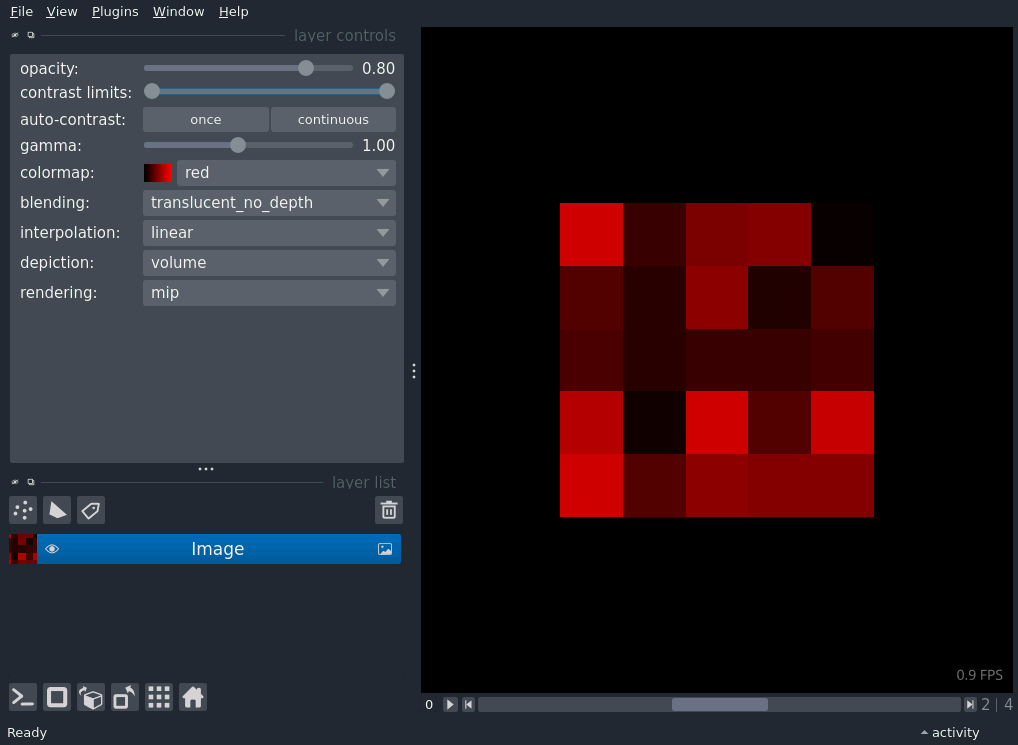 File View Plugins Window Help
layer controls
opacity: 0.80
contrast limits:
auto-contrast: once continuous
gamma: 1.00
colormap: red
blending: translucent_no_depth
interpolation: linear
depiction: volume
rendering: mip
layer list
Image
0.9 FPS
0 2 | 4
Ready activity